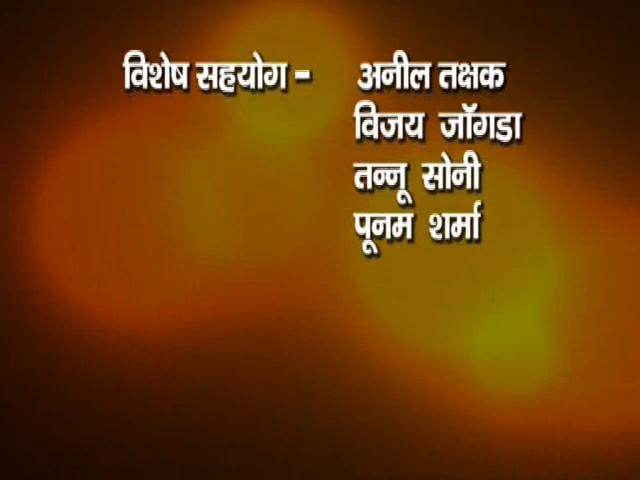 विशेष सहयोग - अनील तक्षक
विजय जॉगडा
तन्नू सोनी
पूनम शर्मा